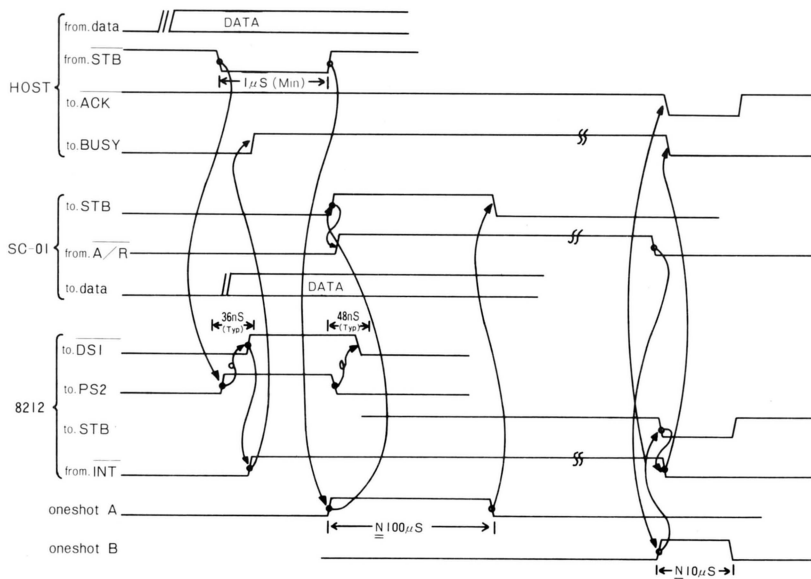 from. data
DATA
from. STB
1μS (Min)
HOST
to. ACK
to. BUSY
to. STB
SC-01
from. A/R
to. data
DATA
36nS
(Typ)
48nS
(Typ)
to. DS1
to. PS2
8212
to. STB
from. INT
oneshot A
N 100μS
oneshot B
N 10μS